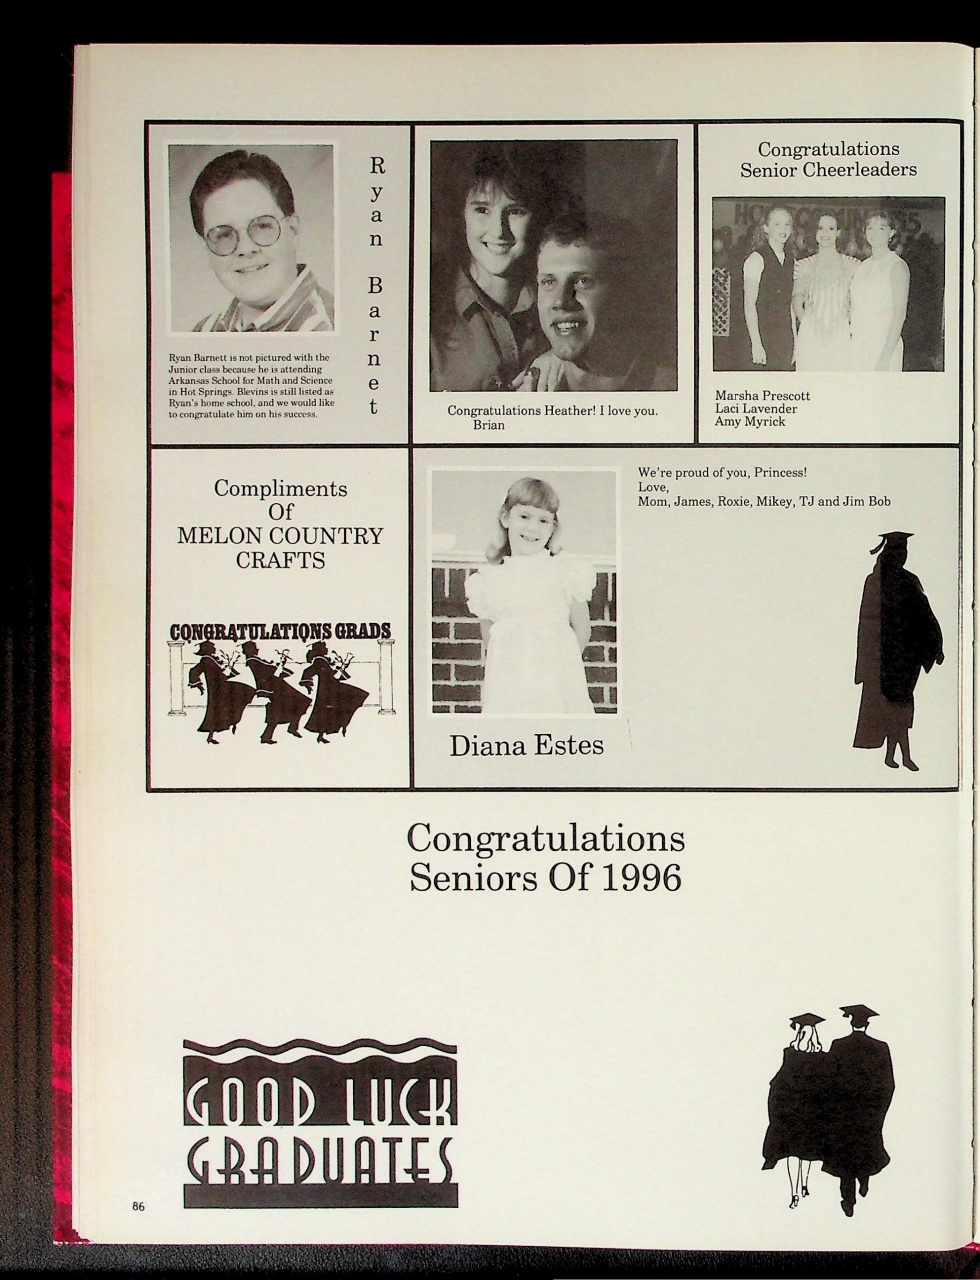 R
y
a
n
B
a
r
n
e
t
Ryan Barnett is not pictured with the
Junior class because he is attending
Arkansas School for Math and Science
in Hot Springs. Blevins is still listed as
Ryan's home school, and we would like
to congratulate him on his success.
Congratulations Heather! I love you.
Brian
Congratulations
Senior Cheerleaders
Marsha Prescott
Laci Lavender
Amy Myrick
Compliments
Of
MELON COUNTRY
CRAFTS
CONGRATULATIONS GRADS
We're proud of you, Princess!
Love,
Mom, James, Roxie, Mikey, TJ and Jim Bob
Diana Estes
Congratulations
Seniors Of 1996
GOOD LUCK
GRADUATES
86